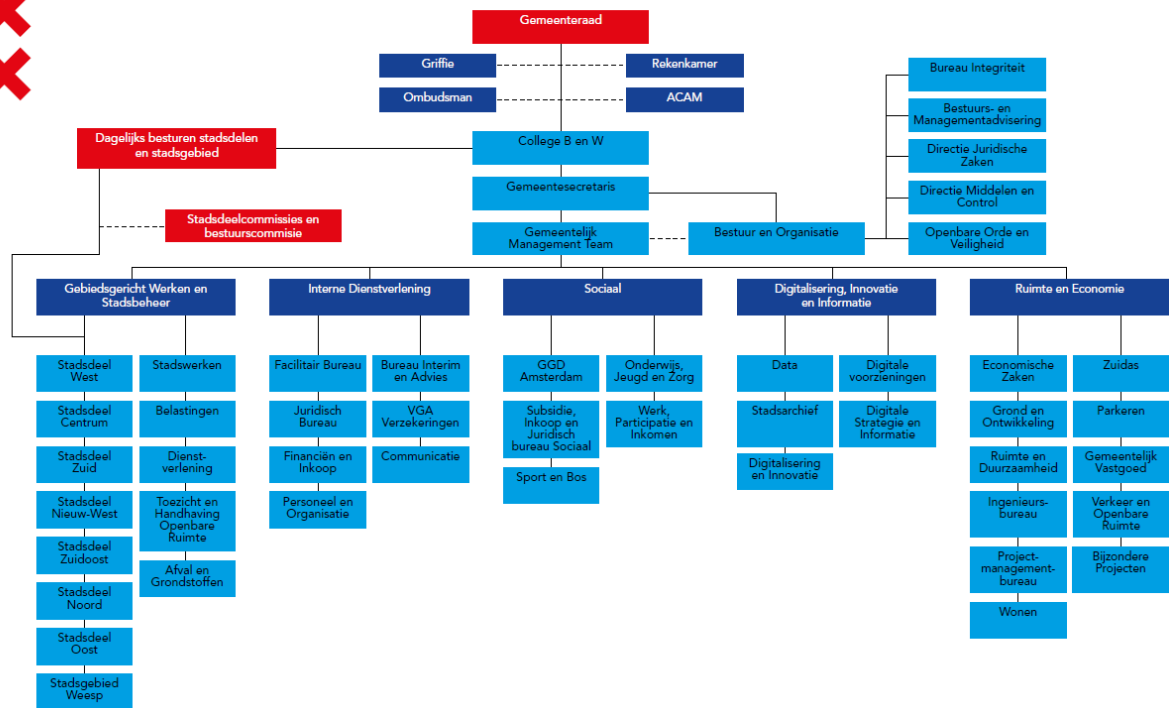 Gemeenteraad
Griffie
Rekenkamer
Ombudsman
ACAM
Bureau Integriteit
Bestuurs- en
Managementadvisering
Directie Juridische
Zaken
Directie Middelen en
Control
Openbare Orde en
Veiligheid
Dagelijks besturen stadsdelen
en stadsgebied
College B en W
Gemeentesecretaris
Stadsdeelcommissies en
bestuurscommisie
Gemeentelijk
Management Team
Bestuur en Organisatie
Gebiedsgericht Werken en
Stadsbeheer
Interne Dienstverlening
Sociaal
Digitalisering, Innovatie
en Informatie
Ruimte en Economie
Stadsdeel
West
Stadsdeel
Centrum
Stadsdeel
Zuid
Stadsdeel
Nieuw-West
Stadsdeel
Zuidoost
Stadsdeel
Noord
Stadsdeel
Oost
Stadsgebied
Weesp
Stadswerken
Belastingen
Dienst-
verlening
Toezicht en
Handhaving
Openbare
Ruimte
Afval en
Grondstoffen
Facilitair Bureau
Juridisch
Bureau
Financiën en
Inkoop
Personeel en
Organisatie
Bureau Interim
en Advies
VGA
Verzekeringen
Communicatie
GGD
Amsterdam
Subsidie,
Inkoop en
Juridisch
bureau Sociaal
Sport en Bos
Onderwijs,
Jeugd en Zorg
Werk,
Participatie en
Inkomen
Data
Stadsarchief
Digitalisering
en Innovatie
Digitale
voorzieningen
Digitale
Strategie en
Informatie
Economische
Zaken
Grond en
Ontwikkeling
Ruimte en
Duurzaamheid
Ingenieurs-
bureau
Project-
management-
bureau
Wonen
Zuidas
Parkeren
Gemeentelijk
Vastgoed
Verkeer en
Openbare
Ruimte
Bijzondere
Projecten